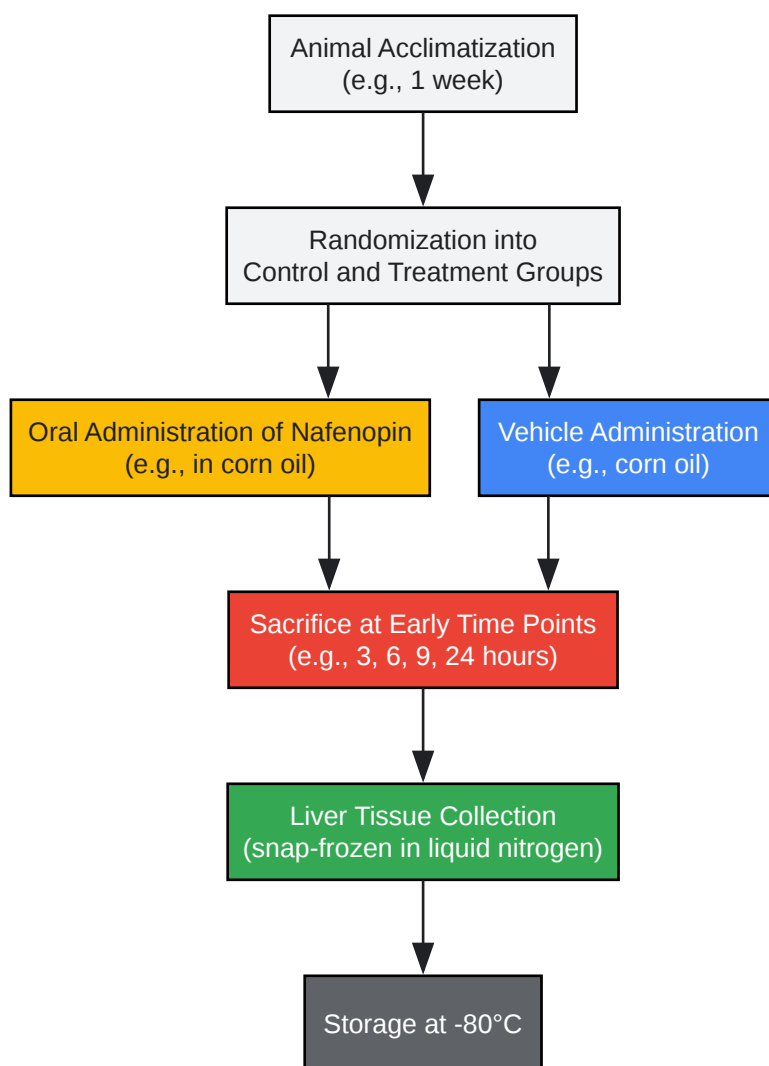 Animal Acclimatization
(e.g., 1 week)
Randomization into
Control and Treatment Groups
Oral Administration of Nafenopin
(e.g., in corn oil)
Vehicle Administration
(e.g., corn oil)
Sacrifice at Early Time Points
(e.g., 3, 6, 9, 24 hours)
Liver Tissue Collection
(snap-frozen in liquid nitrogen)
Storage at -80°C